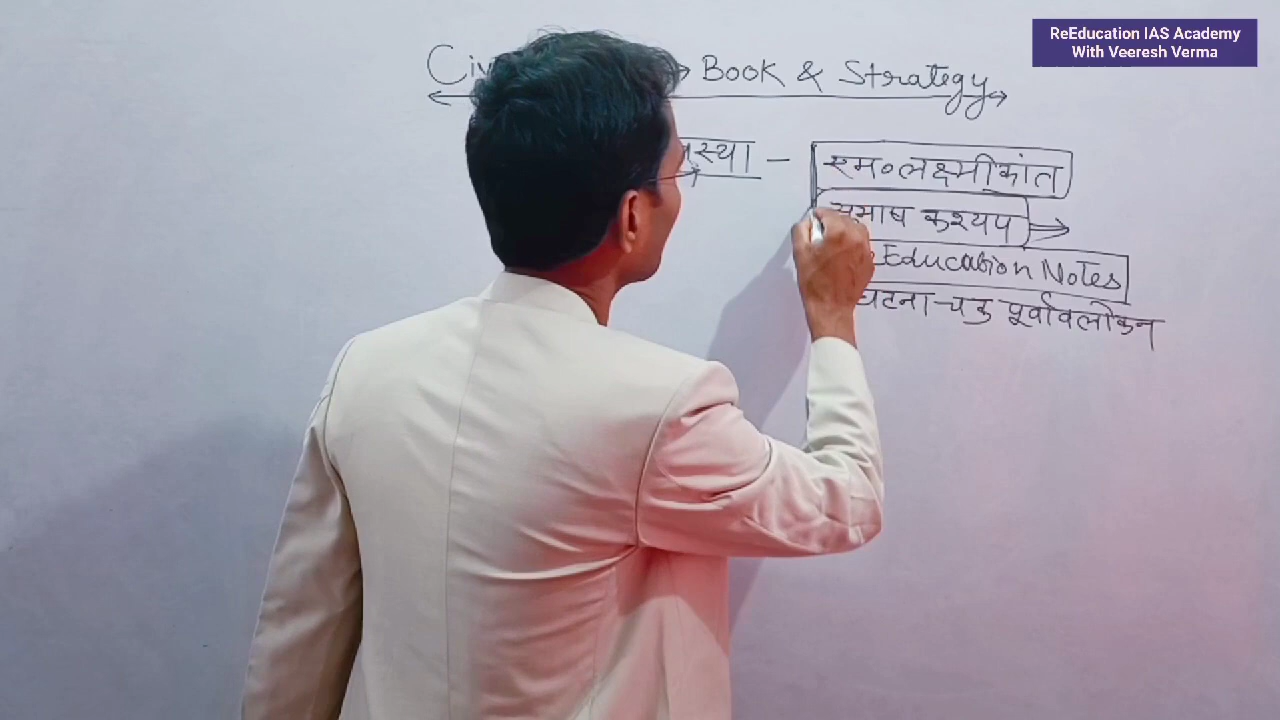 ReEducation IAS Academy
With Veeresh Verma
Book & Strategy
एम०लक्ष्मीकांत
सुभाष कश्यप
Education Notes
घटना-चक्र पूर्वावलोकन